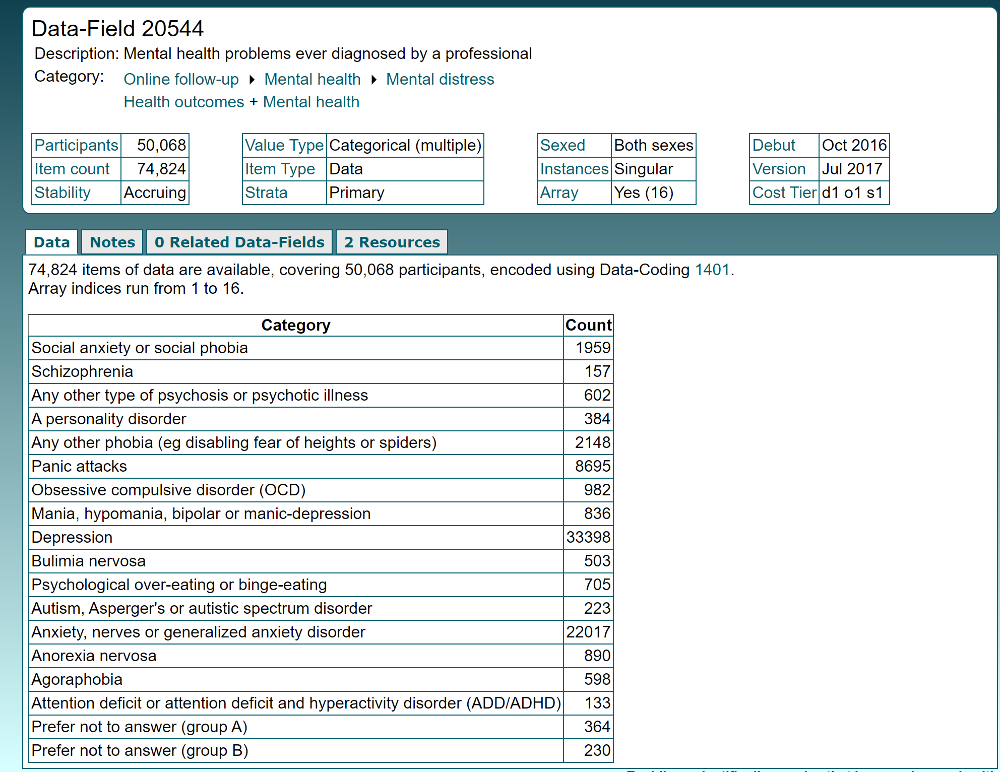 Data-Field 20544
Description: Mental health problems ever diagnosed by a professional
Category: Online follow-up ▸ Mental health ▸ Mental distress
Health outcomes + Mental health
Participants 50,068 Value Type Categorical (multiple) Sexed Both sexes Debut Oct 2016
Item count 74,824 Item Type Data Instances Singular Version Jul 2017
Stability Accruing Strata Primary Array Yes (16) Cost Tier d1 o1 s1
Data Notes 0 Related Data-Fields 2 Resources
74,824 items of data are available, covering 50,068 participants, encoded using Data-Coding 1401.
Array indices run from 1 to 16.
Category Count
Social anxiety or social phobia 1959
Schizophrenia 157
Any other type of psychosis or psychotic illness 602
A personality disorder 384
Any other phobia (eg disabling fear of heights or spiders) 2148
Panic attacks 8695
Obsessive compulsive disorder (OCD) 982
Mania, hypomania, bipolar or manic-depression 836
Depression 33398
Bulimia nervosa 503
Psychological over-eating or binge-eating 705
Autism, Asperger's or autistic spectrum disorder 223
Anxiety, nerves or generalized anxiety disorder 22017
Anorexia nervosa 890
Agoraphobia 598
Attention deficit or attention deficit and hyperactivity disorder (ADD/ADHD) 133
Prefer not to answer (group A) 364
Prefer not to answer (group B) 230